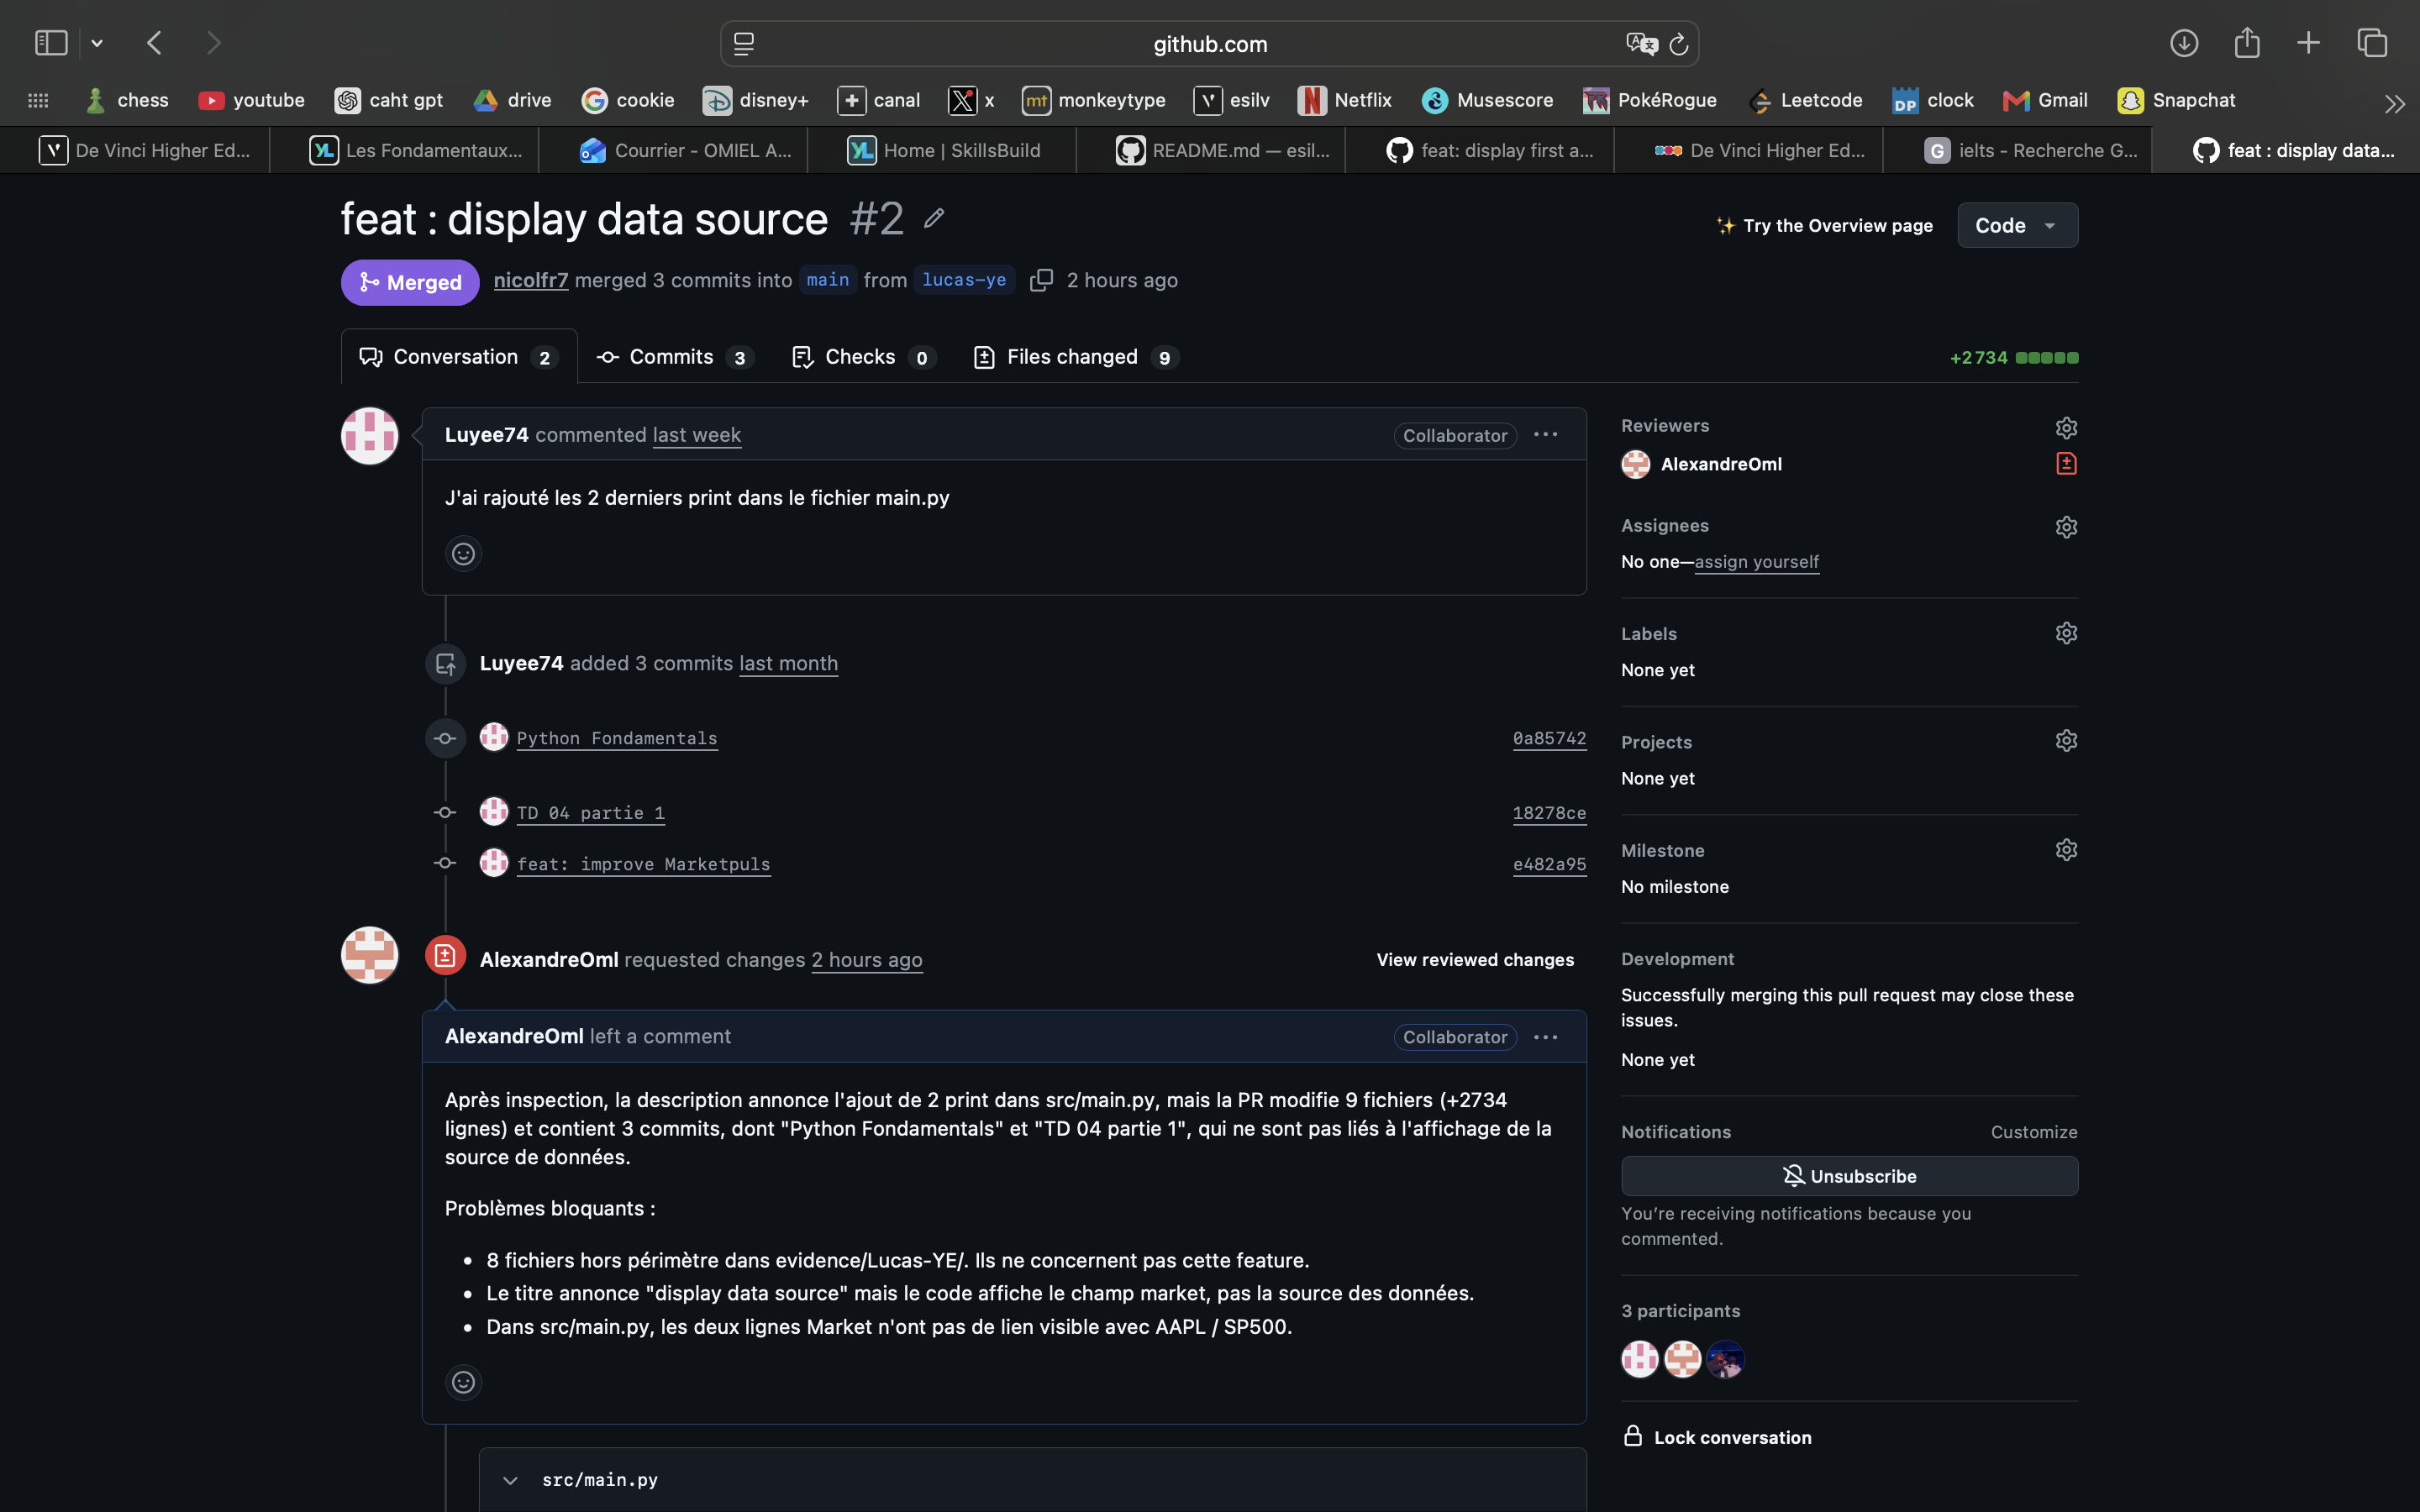 github.com
chess
youtube
caht gpt
drive
cookie
disney+
canal
x
monkeytype
esilv
Netflix
Musescore
PokéRogue
Leetcode
clock
Gmail
Snapchat
De Vinci Higher Ed...
Les Fondamentaux...
Courrier - OMIEL A...
Home | SkillsBuild
README.md — esil...
feat: display first a...
De Vinci Higher Ed...
ielts - Recherche G...
feat : display data...
feat : display data source #2
✨ Try the Overview page
Code
Merged
nicolfr7 merged 3 commits into main from lucas-ye 2 hours ago
Conversation 2
Commits 3
Checks 0
Files changed 9
+2 734
Luyee74 commented last week
Collaborator
J'ai rajouté les 2 derniers print dans le fichier main.py
Luyee74 added 3 commits last month
Python Fondamentals 0a85742
TD 04 partie 1 18278ce
feat: improve Marketpuls e482a95
AlexandreOml requested changes 2 hours ago
View reviewed changes
AlexandreOml left a comment
Collaborator
Après inspection, la description annonce l'ajout de 2 print dans src/main.py, mais la PR modifie 9 fichiers (+2734
lignes) et contient 3 commits, dont "Python Fondamentals" et "TD 04 partie 1", qui ne sont pas liés à l'affichage de la
source de données.
Problèmes bloquants :
• 8 fichiers hors périmètre dans evidence/Lucas-YE/. Ils ne concernent pas cette feature.
• Le titre annonce "display data source" mais le code affiche le champ market, pas la source des données.
• Dans src/main.py, les deux lignes Market n'ont pas de lien visible avec AAPL / SP500.
src/main.py
Reviewers
AlexandreOml
Assignees
No one—assign yourself
Labels
None yet
Projects
None yet
Milestone
No milestone
Development
Successfully merging this pull request may close these
issues.
None yet
Notifications
Customize
Unsubscribe
You're receiving notifications because you
commented.
3 participants
Lock conversation